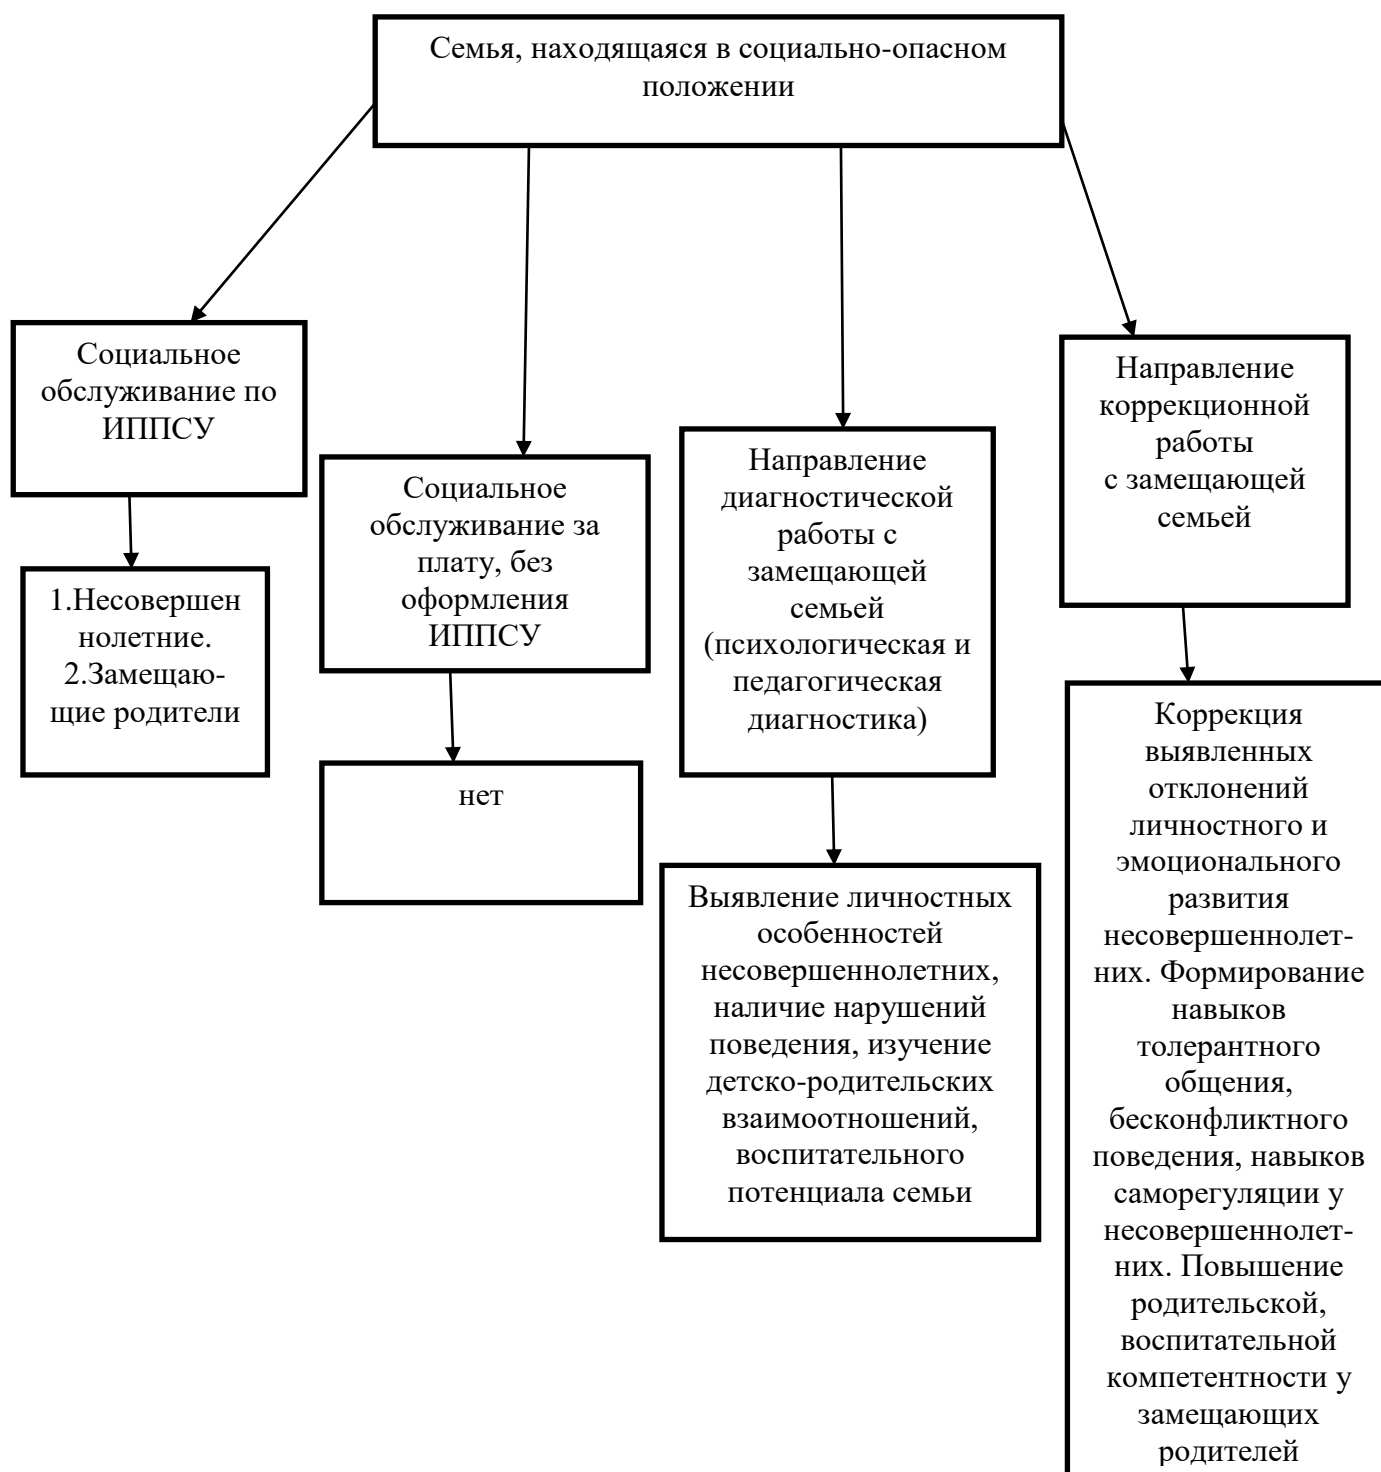 Семья, находящаяся в социально-опасном
положении
Социальное
обслуживание по
ИППСУ
1.Несовершен
нолетние.
2.Замещаю-
щие родители
Социальное
обслуживание за
плату, без
оформления
ИППСУ
нет
Направление
диагностической
работы с
замещающей
семьей
(психологическая и
педагогическая
диагностика)
Выявление личностных
особенностей
несовершеннолетних,
наличие нарушений
поведения, изучение
детско-родительских
взаимоотношений,
воспитательного
потенциала семьи
Направление
коррекционной
работы
с замещающей
семьей
Коррекция
выявленных
отклонений
личностного и
эмоционального
развития
несовершеннолет-
них. Формирование
навыков
толерантного
общения,
бесконфликтного
поведения, навыков
саморегуляции у
несовершеннолет-
них. Повышение
родительской,
воспитательной
компетентности у
замещающих
родителей